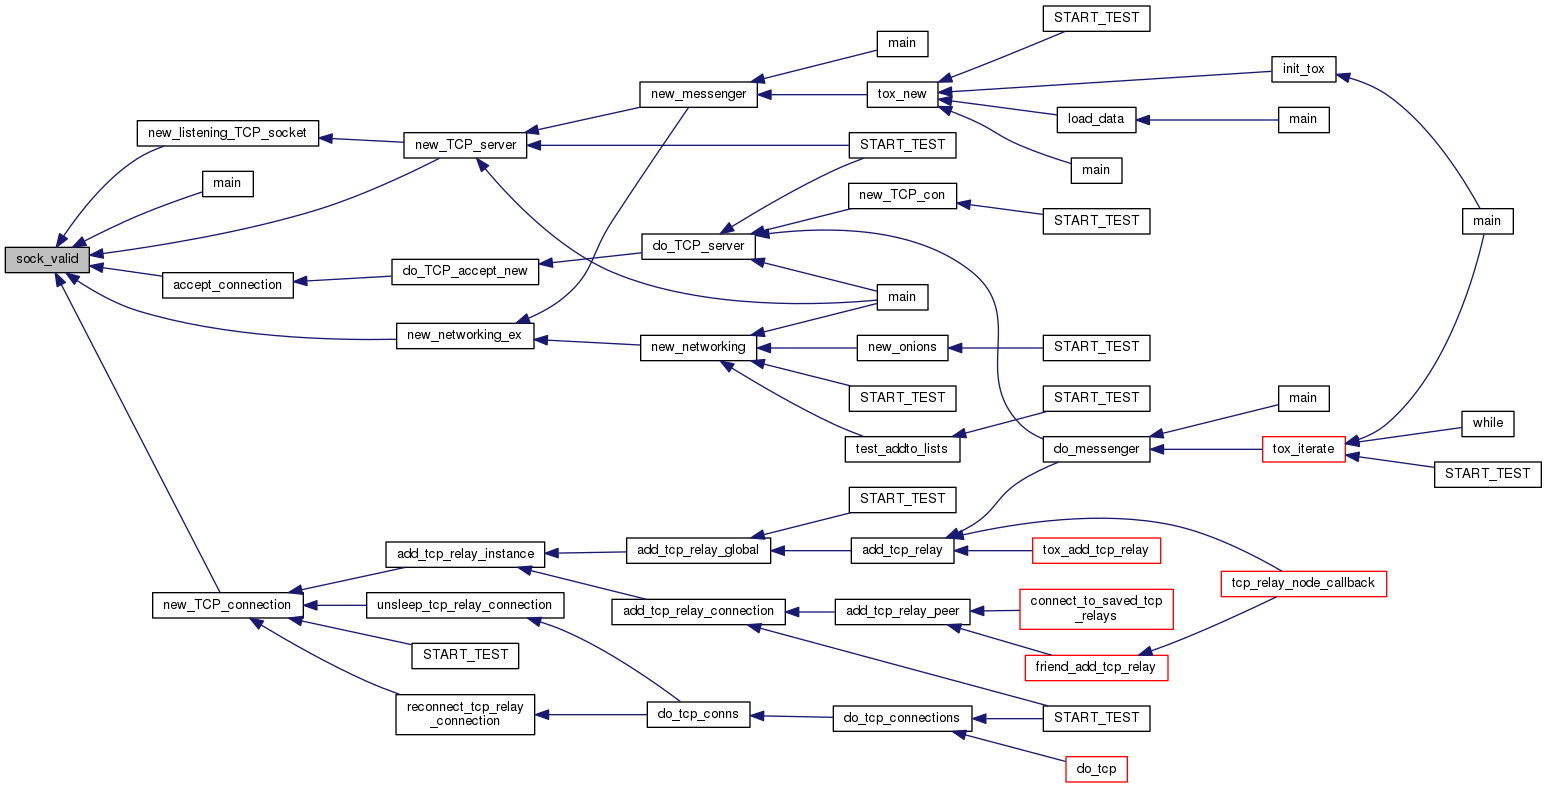 START_TEST
main
init_tox
new_messenger
tox_new
load_data
main
new_listening_TCP_socket
new_TCP_server
START_TEST
main
main
new_TCP_con
START_TEST
main
sock_valid
do_TCP_server
accept_connection
do_TCP_accept_new
main
new_networking_ex
new_networking
new_onions
START_TEST
START_TEST
START_TEST
main
test_addto_lists
do_messenger
tox_iterate
while
START_TEST
START_TEST
add_tcp_relay_instance
add_tcp_relay_global
add_tcp_relay
tox_add_tcp_relay
tcp_relay_node_callback
new_TCP_connection
unsleep_tcp_relay_connection
add_tcp_relay_connection
add_tcp_relay_peer
connect_to_saved_tcp
_relays
START_TEST
friend_add_tcp_relay
reconnect_tcp_relay
_connection
do_tcp_conns
do_tcp_connections
START_TEST
do_tcp